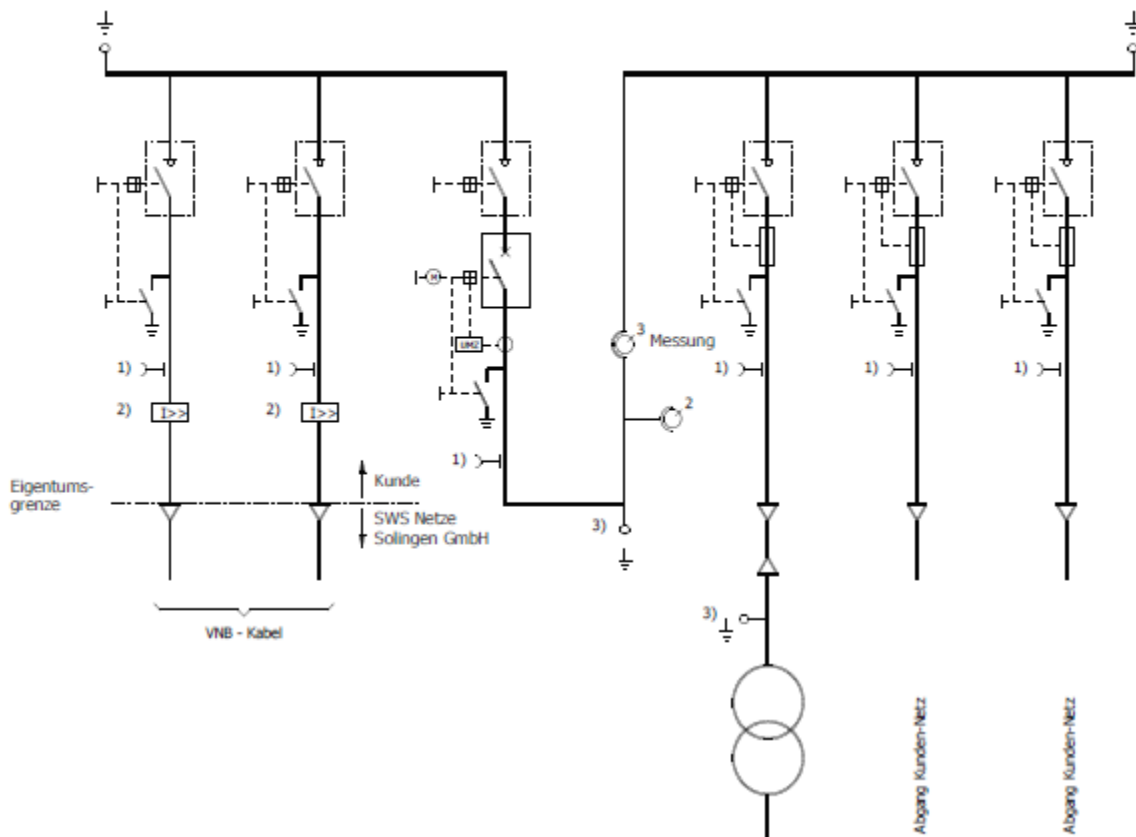 M
UMZ
3
Messung
1)
1)
1)
1)
1)
2
2)
I>>
2)
I>>
1)
Kunde
Eigentums-
grenze
SWS Netze
Solingen GmbH
3)
3)
VNB - Kabel
Abgang Kunden-Netz
Abgang Kunden-Netz